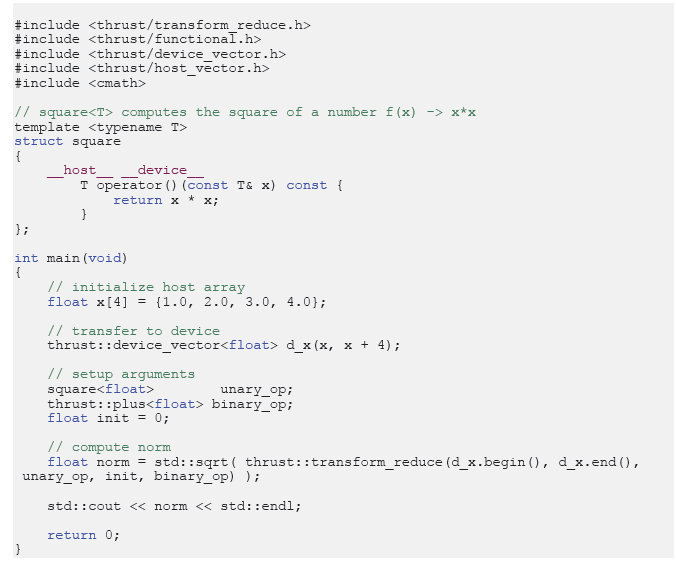 #include <thrust/transform_reduce.h>
#include <thrust/functional.h>
#include <thrust/device_vector.h>
#include <thrust/host_vector.h>
#include <cmath>

// square<T> computes the square of a number f(x) -> x*x
template <typename T>
struct square
{
    __host__ __device__
        T operator()(const T& x) const {
            return x * x;
        }
};

int main(void)
{
    // initialize host array
    float x[4] = {1.0, 2.0, 3.0, 4.0};

    // transfer to device
    thrust::device_vector<float> d_x(x, x + 4);

    // setup arguments
    square<float>        unary_op;
    thrust::plus<float> binary_op;
    float init = 0;

    // compute norm
    float norm = std::sqrt( thrust::transform_reduce(d_x.begin(), d_x.end(),
 unary_op, init, binary_op) );

    std::cout << norm << std::endl;

    return 0;
}